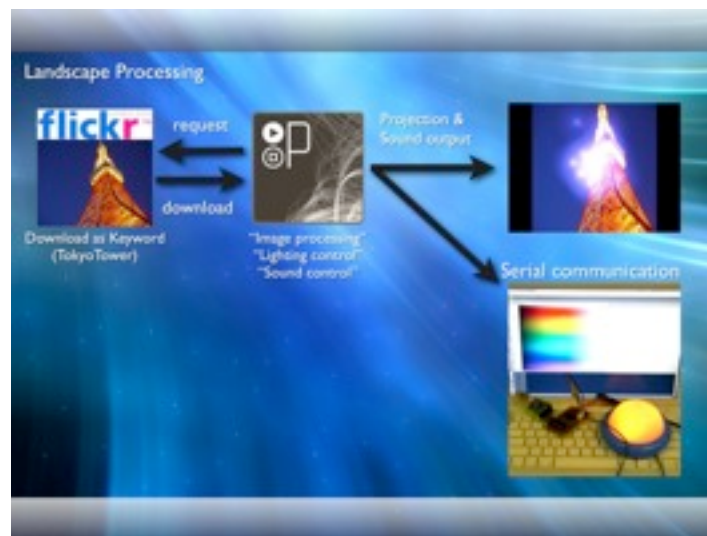 Landscape Processing
flickr
request
download
Download as Keyword
(TokyoTower)
P
"Image processing"
"Lighting control"
"Sound control"
Projection &
Sound output
Serial communication